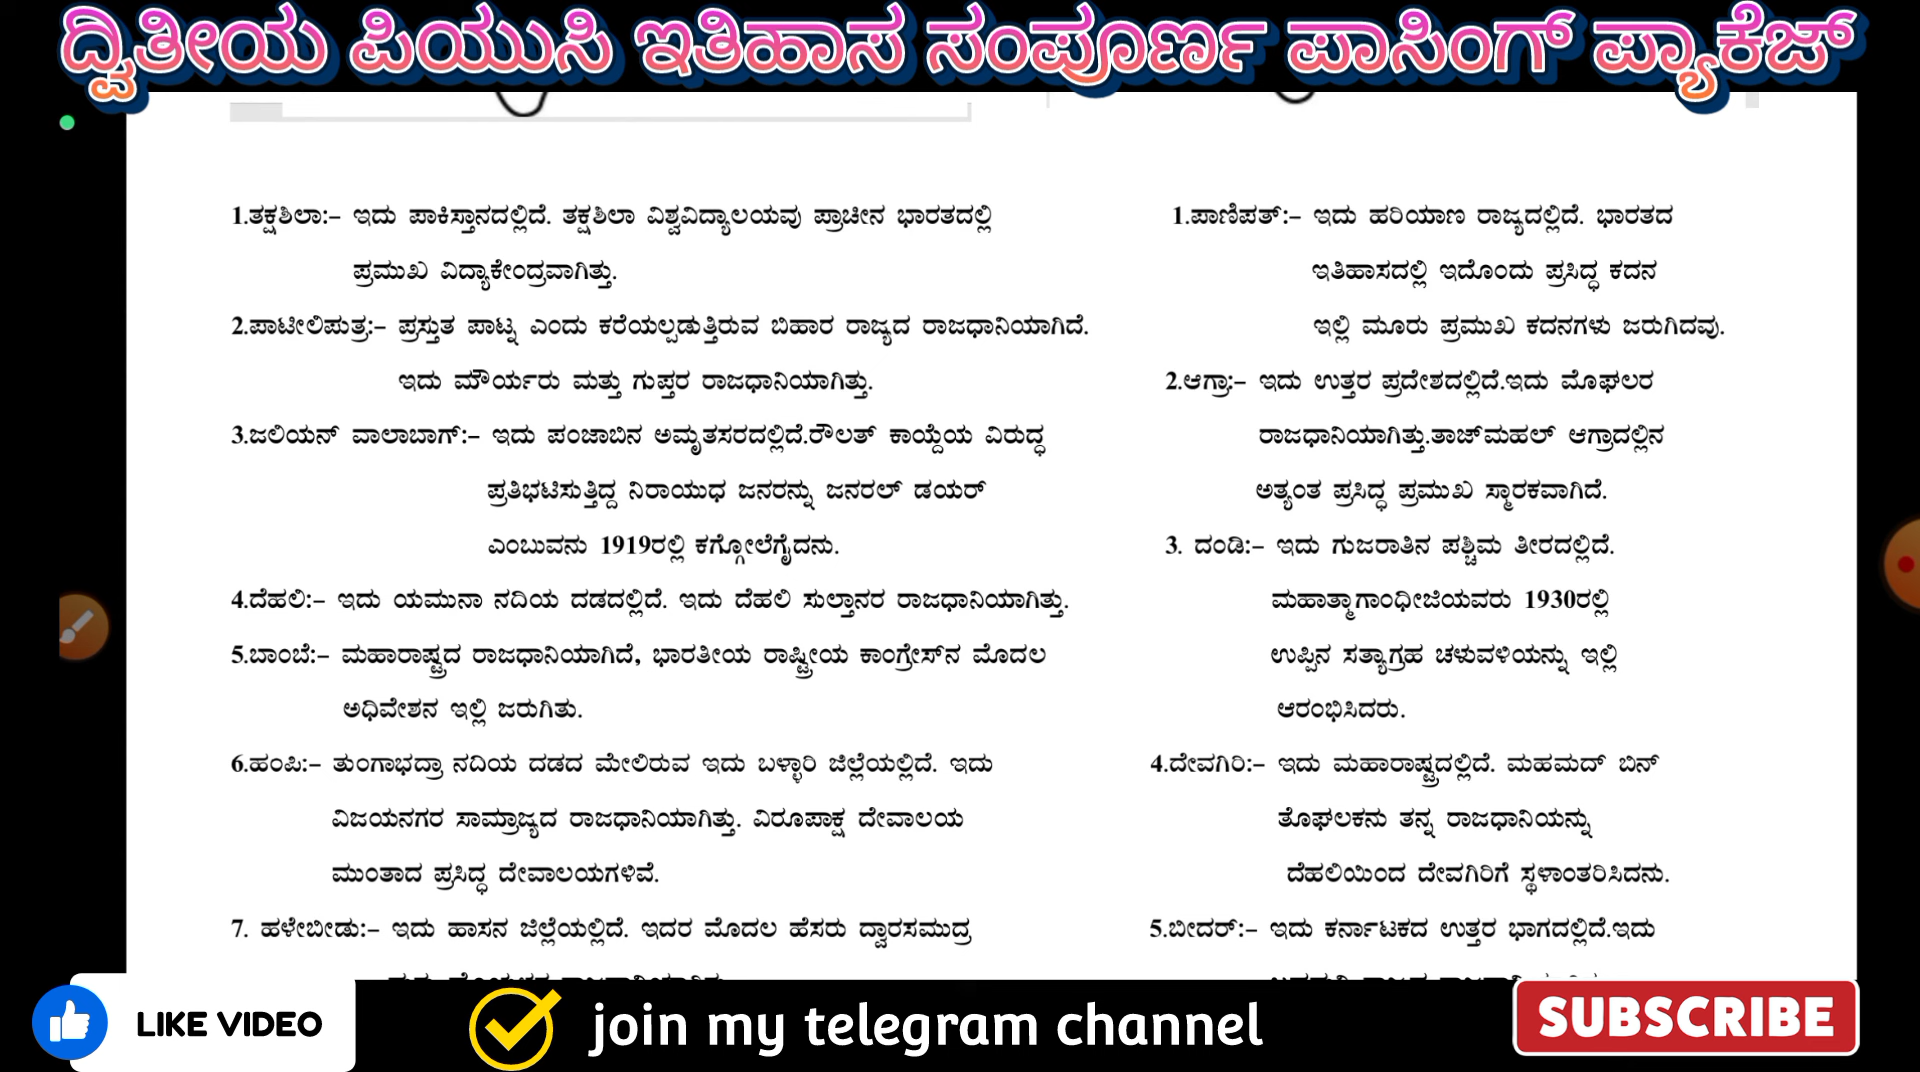 ದ್ವಿತೀಯ ಪಿಯುಸಿ ಇತಿಹಾಸ ಸಂಪೂರ್ಣ ಪಾಸಿಂಗ್ ಪ್ಯಾಕೆಜ್
1.ತಕ್ಷಶಿಲಾ:- ಇದು ಪಾಕಿಸ್ತಾನದಲ್ಲಿದೆ. ತಕ್ಷಶಿಲಾ ವಿಶ್ವವಿದ್ಯಾಲಯವು ಪ್ರಾಚೀನ ಭಾರತದಲ್ಲಿ
ಪ್ರಮುಖ ವಿದ್ಯಾಕೇಂದ್ರವಾಗಿತ್ತು.
2.ಪಾಟೀಲಿಪುತ್ರ:- ಪ್ರಸ್ತುತ ಪಾಟ್ನ ಎಂದು ಕರೆಯಲ್ಪಡುತ್ತಿರುವ ಬಿಹಾರ ರಾಜ್ಯದ ರಾಜಧಾನಿಯಾಗಿದೆ.
ಇದು ಮೌರ್ಯರು ಮತ್ತು ಗುಪ್ತರ ರಾಜಧಾನಿಯಾಗಿತ್ತು.
3.ಜಲಿಯನ್ ವಾಲಾಬಾಗ್:- ಇದು ಪಂಜಾಬಿನ ಅಮೃತಸರದಲ್ಲಿದೆ.ರೌಲತ್ ಕಾಯ್ದೆಯ ವಿರುದ್ಧ
ಪ್ರತಿಭಟಿಸುತ್ತಿದ್ದ ನಿರಾಯುಧ ಜನರನ್ನು ಜನರಲ್ ಡಯರ್
ಎಂಬುವನು 1919ರಲ್ಲಿ ಕಗ್ಗೋಲೆಗೈದನು.
4.ದೆಹಲಿ:- ಇದು ಯಮುನಾ ನದಿಯ ದಡದಲ್ಲಿದೆ. ಇದು ದೆಹಲಿ ಸುಲ್ತಾನರ ರಾಜಧಾನಿಯಾಗಿತ್ತು.
5.ಬಾಂಬೆ:- ಮಹಾರಾಷ್ಟ್ರದ ರಾಜಧಾನಿಯಾಗಿದೆ, ಭಾರತೀಯ ರಾಷ್ಟ್ರೀಯ ಕಾಂಗ್ರೇಸ್‌ನ ಮೊದಲ
ಅಧಿವೇಶನ ಇಲ್ಲಿ ಜರುಗಿತು.
6.ಹಂಪಿ:- ತುಂಗಾಭದ್ರಾ ನದಿಯ ದಡದ ಮೇಲಿರುವ ಇದು ಬಳ್ಳಾರಿ ಜಿಲ್ಲೆಯಲ್ಲಿದೆ. ಇದು
ವಿಜಯನಗರ ಸಾಮ್ರಾಜ್ಯದ ರಾಜಧಾನಿಯಾಗಿತ್ತು. ವಿರೂಪಾಕ್ಷ ದೇವಾಲಯ
ಮುಂತಾದ ಪ್ರಸಿದ್ಧ ದೇವಾಲಯಗಳಿವೆ.
7. ಹಳೇಬೀಡು:- ಇದು ಹಾಸನ ಜಿಲ್ಲೆಯಲ್ಲಿದೆ. ಇದರ ಮೊದಲ ಹೆಸರು ದ್ವಾರಸಮುದ್ರ
1.ಪಾಣಿಪತ್:- ಇದು ಹರಿಯಾಣ ರಾಜ್ಯದಲ್ಲಿದೆ. ಭಾರತದ
ಇತಿಹಾಸದಲ್ಲಿ ಇದೊಂದು ಪ್ರಸಿದ್ಧ ಕದನ
ಇಲ್ಲಿ ಮೂರು ಪ್ರಮುಖ ಕದನಗಳು ಜರುಗಿದವು.
2.ಆಗ್ರಾ:- ಇದು ಉತ್ತರ ಪ್ರದೇಶದಲ್ಲಿದೆ.ಇದು ಮೊಘಲರ
ರಾಜಧಾನಿಯಾಗಿತ್ತು.ತಾಜ್‌ಮಹಲ್ ಆಗ್ರಾದಲ್ಲಿನ
ಅತ್ಯಂತ ಪ್ರಸಿದ್ಧ ಪ್ರಮುಖ ಸ್ಮಾರಕವಾಗಿದೆ.
3. ದಂಡಿ:- ಇದು ಗುಜರಾತಿನ ಪಶ್ಚಿಮ ತೀರದಲ್ಲಿದೆ.
ಮಹಾತ್ಮಾಗಾಂಧೀಜಿಯವರು 1930ರಲ್ಲಿ
ಉಪ್ಪಿನ ಸತ್ಯಾಗ್ರಹ ಚಳುವಳಿಯನ್ನು ಇಲ್ಲಿ
ಆರಂಭಿಸಿದರು.
4.ದೇವಗಿರಿ:- ಇದು ಮಹಾರಾಷ್ಟ್ರದಲ್ಲಿದೆ. ಮಹಮದ್ ಬಿನ್
ತೊಘಲಕನು ತನ್ನ ರಾಜಧಾನಿಯನ್ನು
ದೆಹಲಿಯಿಂದ ದೇವಗಿರಿಗೆ ಸ್ಥಳಾಂತರಿಸಿದನು.
5.ಬೀದರ್:- ಇದು ಕರ್ನಾಟಕದ ಉತ್ತರ ಭಾಗದಲ್ಲಿದೆ.ಇದು
LIKE VIDEO
join my telegram channel
SUBSCRIBE